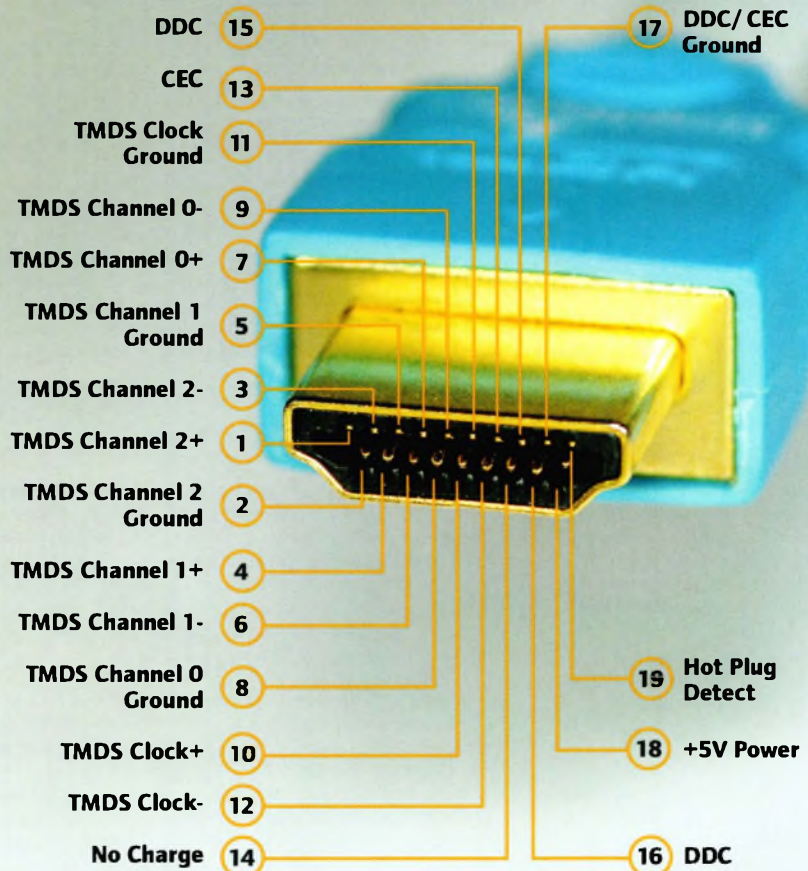 DDC 15
17 DDC/ CEC
Ground
CEC 13
TMDS Clock
Ground 11
TMDS Channel 0- 9
TMDS Channel 0+ 7
TMDS Channel 1
Ground 5
TMDS Channel 2- 3
TMDS Channel 2+ 1
TMDS Channel 2
Ground 2
TMDS Channel 1+ 4
TMDS Channel 1- 6
TMDS Channel 0
Ground 8
19 Hot Plug
Detect
TMDS Clock+ 10
18 +5V Power
TMDS Clock- 12
No Charge 14
16 DDC